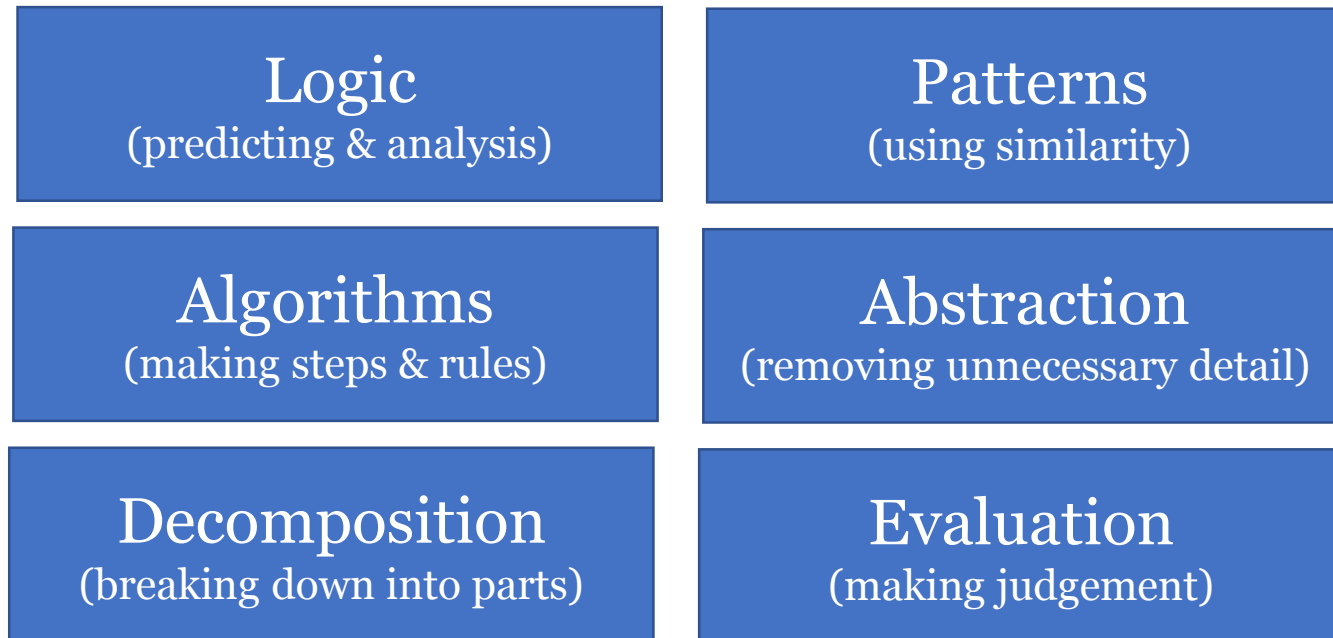 Logic
(predicting & analysis)
Patterns
(using similarity)
Algorithms
(making steps & rules)
Abstraction
(removing unnecessary detail)
Decomposition
(breaking down into parts)
Evaluation
(making judgement)